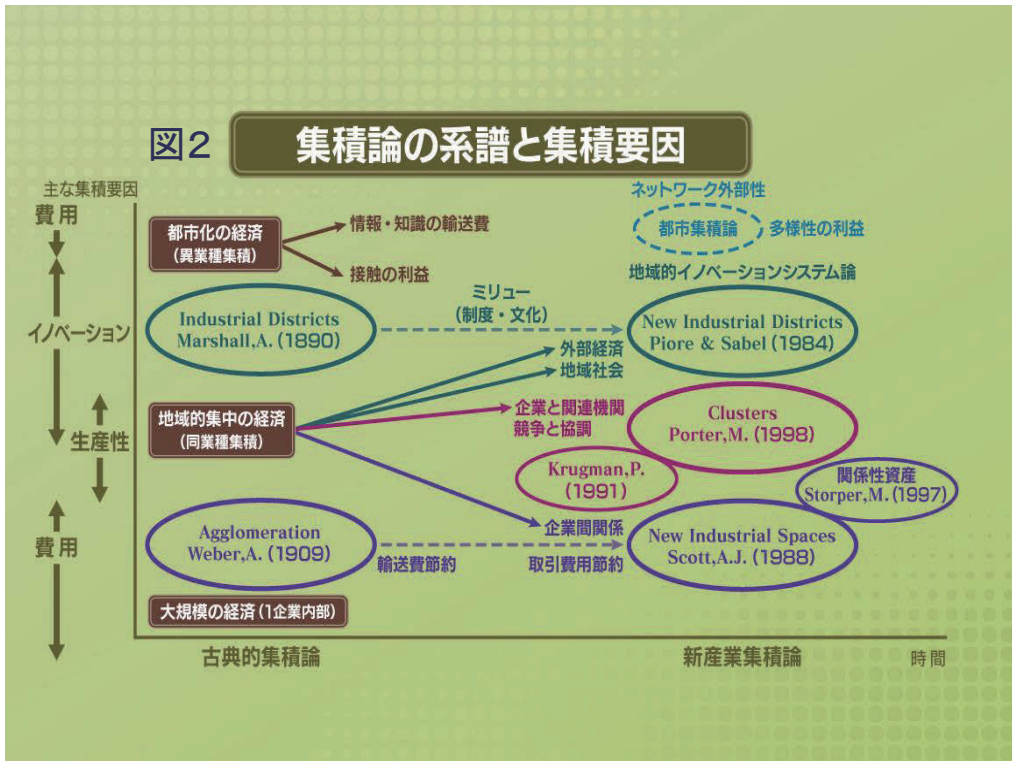 図2
集積論の系譜と集積要因
主な集積要因
費用
イノベーション
生産性
費用
都市化の経済
(異業種集積)
情報・知識の輸送費
接触の利益
ネットワーク外部性
都市集積論
多様性の利益
地域的イノベーションシステム論
Industrial Districts
Marshall,A.(1890)
ミリュー
(制度・文化)
New Industrial Districts
Piore & Sabel(1984)
外部経済
地域社会
地域的集中の経済
(同業種集積)
企業と関連機関
競争と協調
Clusters
Porter,M.(1998)
Krugman,P.
(1991)
関係性資産
Storper,M.(1997)
Agglomeration
Weber,A.(1909)
輸送費節約
企業間関係
取引費用節約
New Industrial Spaces
Scott,A.J.(1988)
大規模の経済(1企業内部)
古典的集積論
新産業集積論
時間